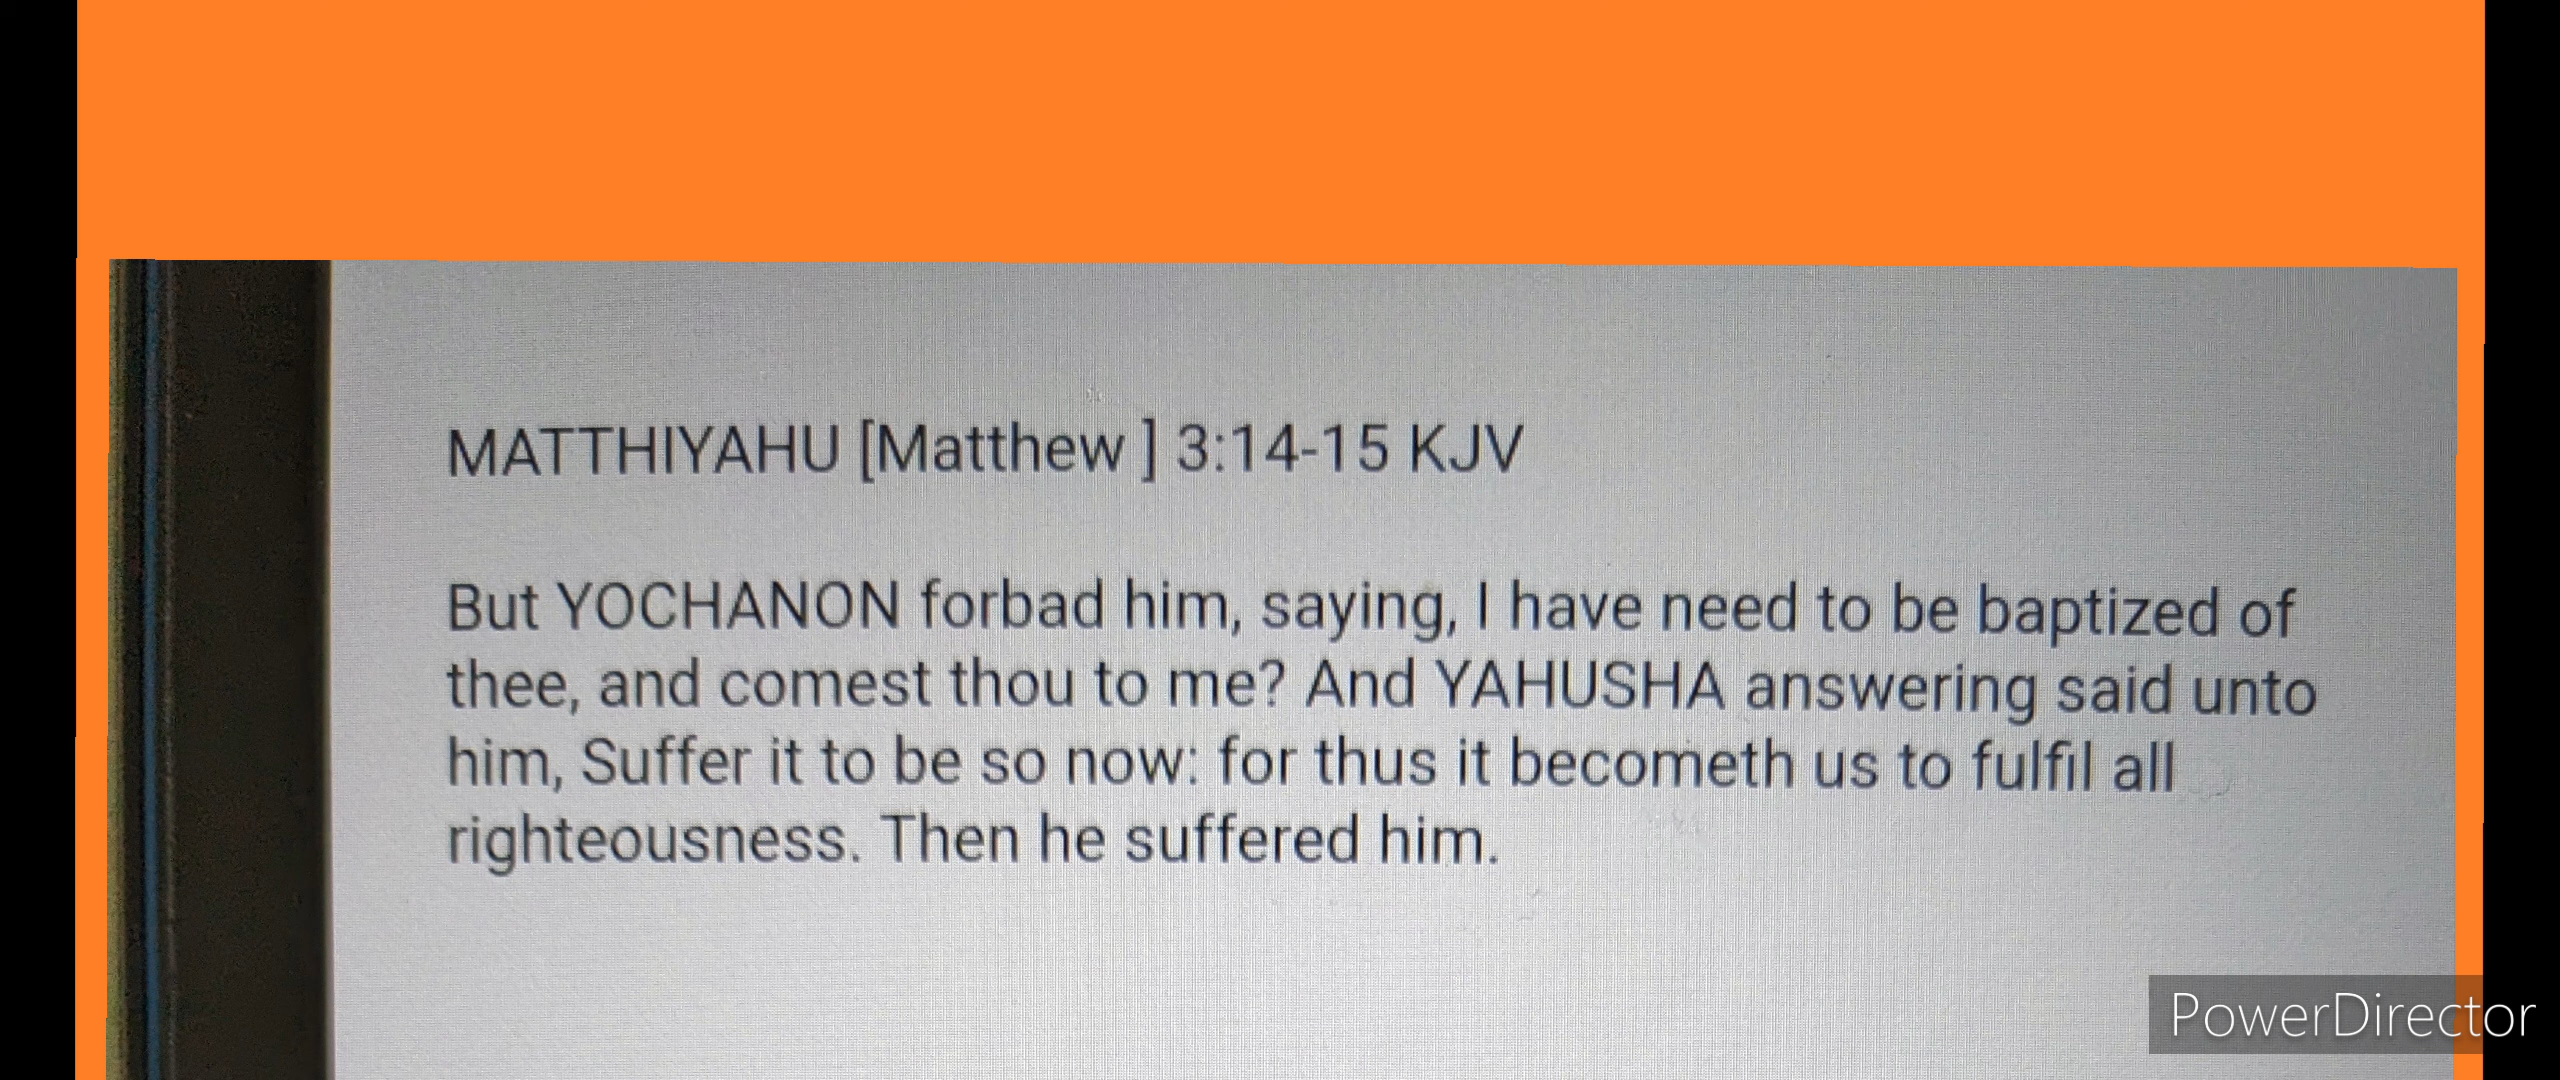 MATTHIYAHU [Matthew ] 3:14-15 KJV
But YOCHANON forbad him, saying, I have need to be baptized of
thee, and comest thou to me? And YAHUSHA answering said unto
him, Suffer it to be so now: for thus it becometh us to fulfil all
righteousness. Then he suffered him.
PowerDirector